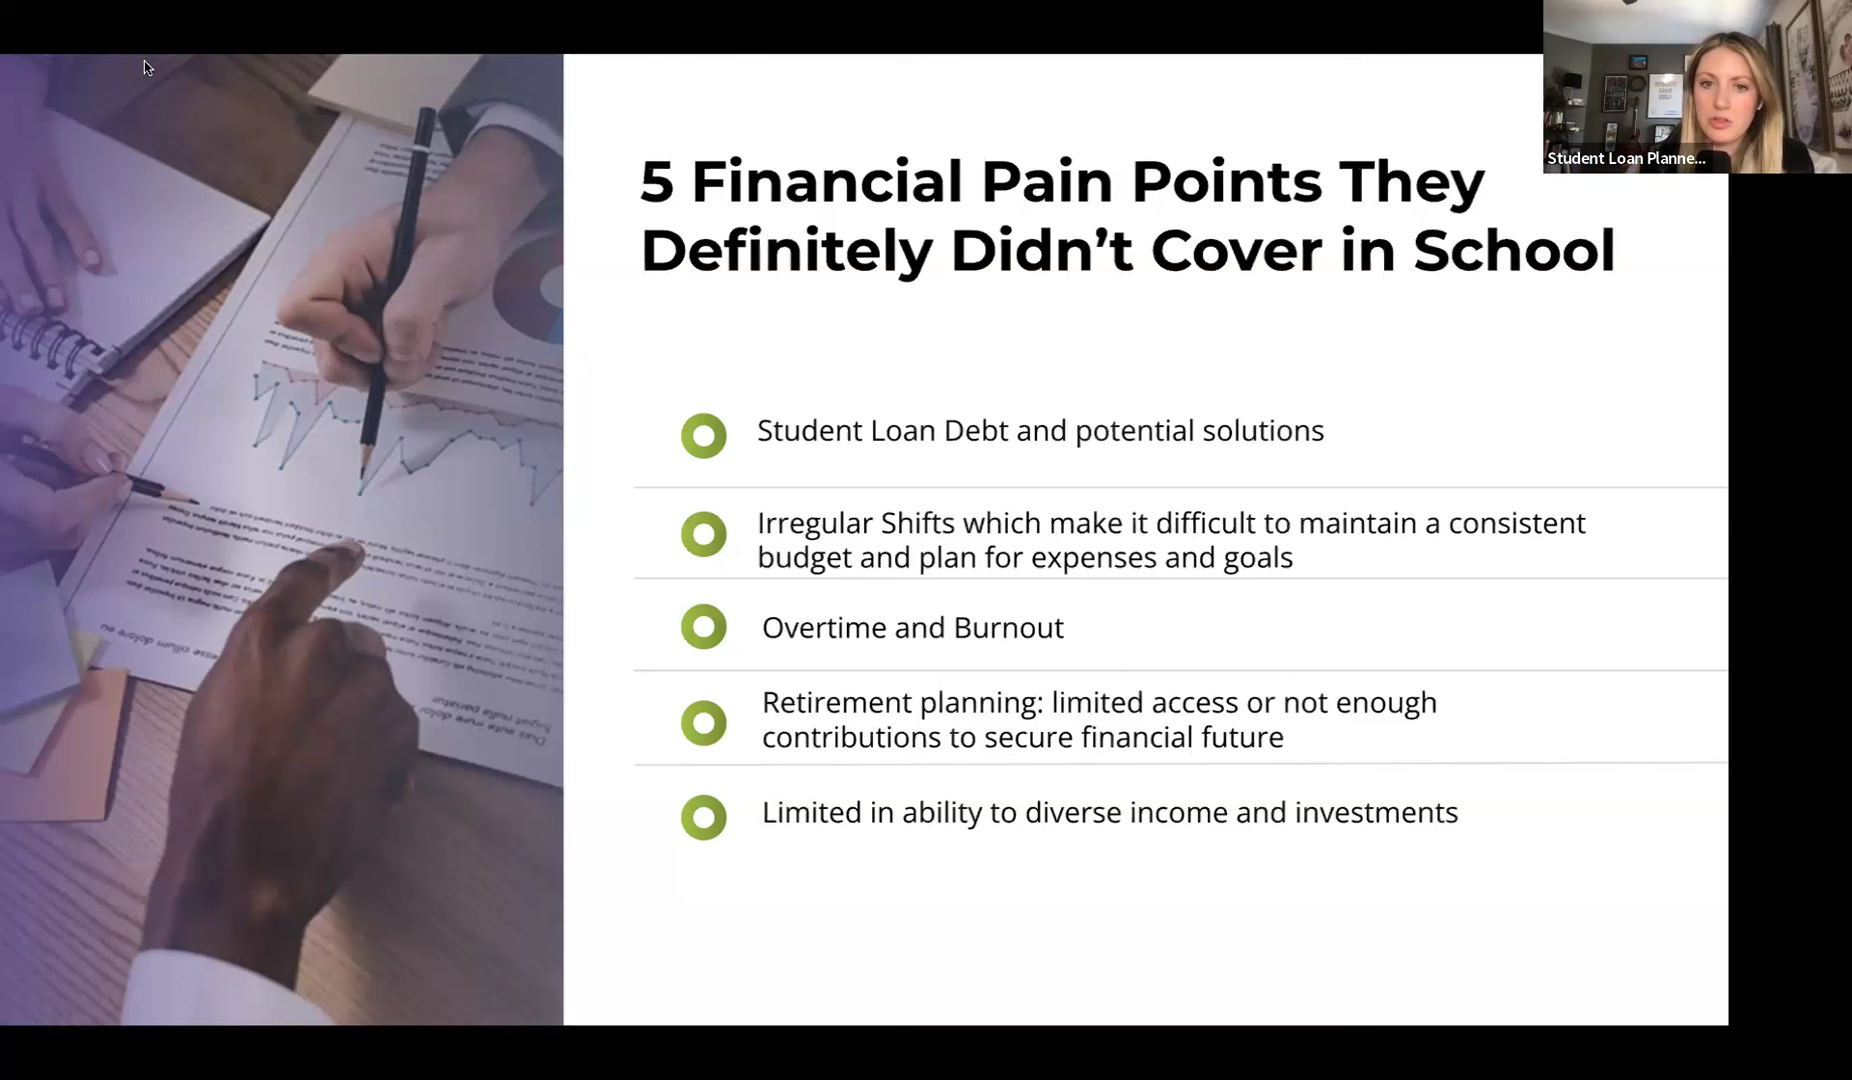 5 Financial Pain Points They
Definitely Didn’t Cover in School
Student Loan Debt and potential solutions
Irregular Shifts which make it difficult to maintain a consistent
budget and plan for expenses and goals
Overtime and Burnout
Retirement planning: limited access or not enough
contributions to secure financial future
Limited in ability to diverse income and investments
Student Loan Planne...